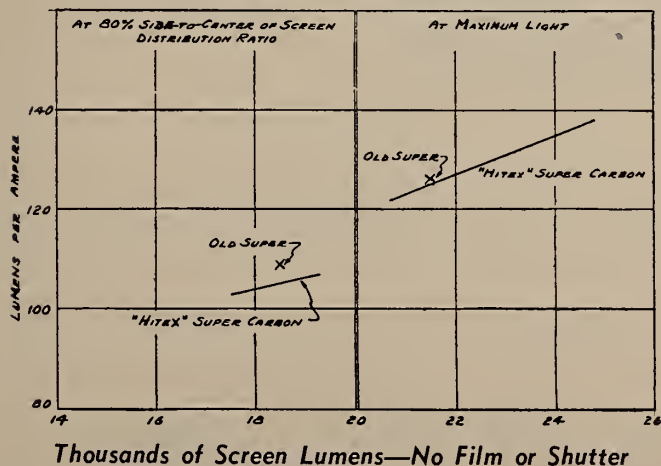 AT 80% SIDE-TO-CENTER OF SCREEN
DISTRIBUTION RATIO
AT MAXIMUM LIGHT
LUMENS PER AMPERE
140
120
100
80
OLD SUPER
"HITEX" SUPER CARBON
OLD SUPER
"HITEX" SUPER CARBON
14
16
18
20
22
24
26
Thousands of Screen Lumens—No Film or Shutter